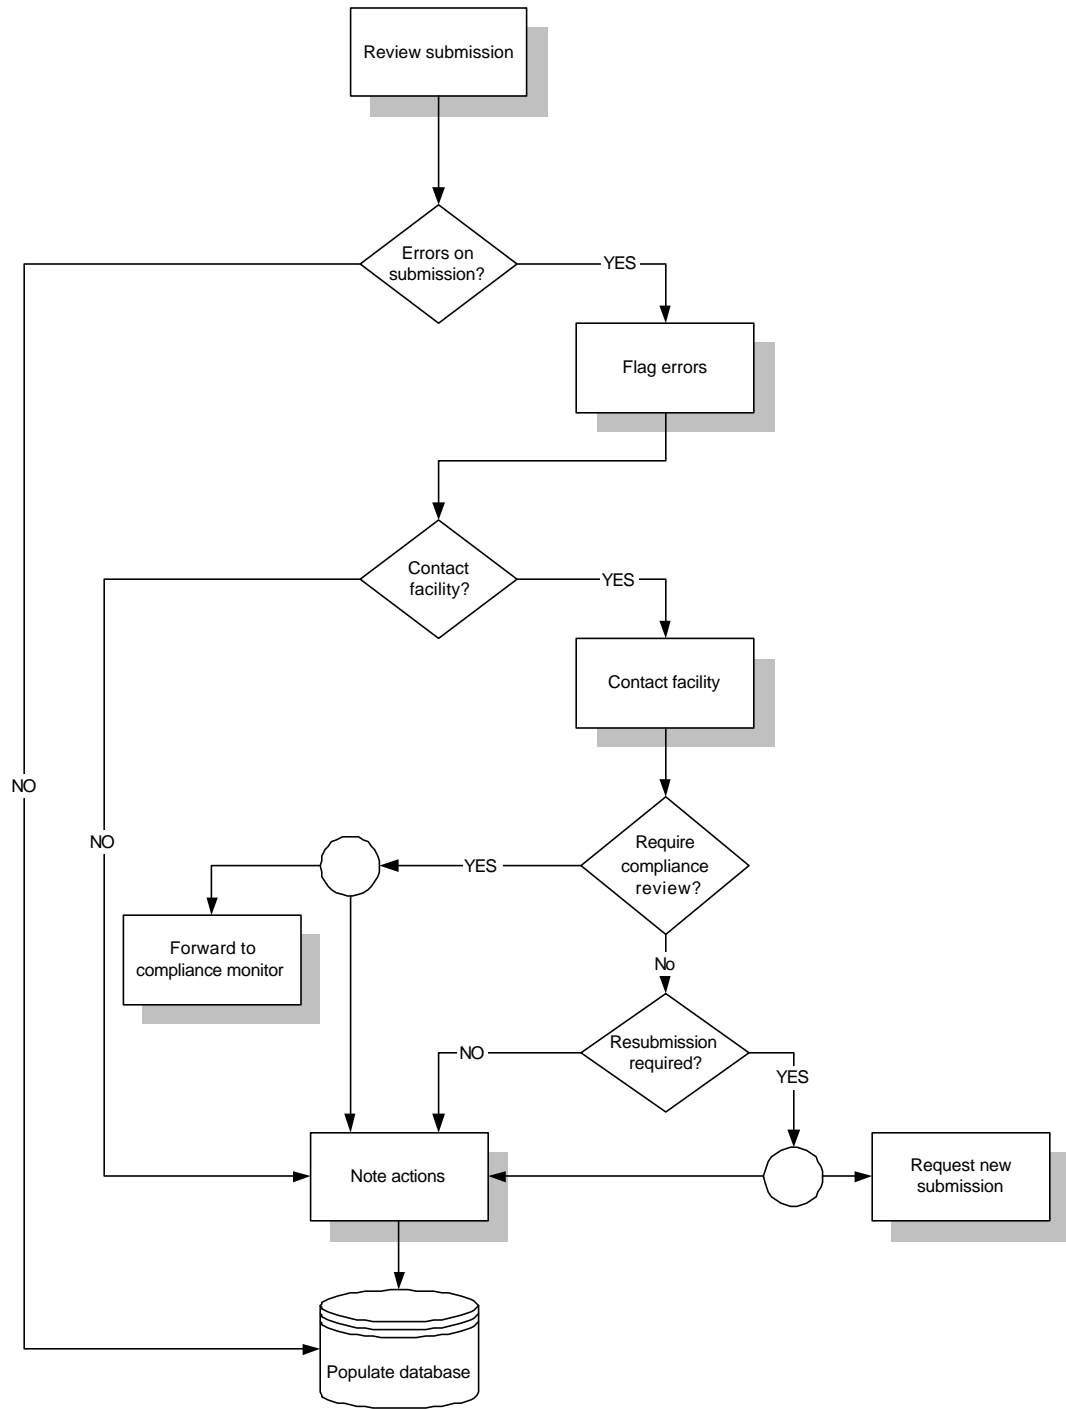 Review submission
Errors on
submission?
YES
Flag errors
Contact
facility?
YES
Contact facility
NO
NO
Require
compliance
review?
YES
Forward to
compliance monitor
No
Resubmission
required?
NO
YES
Note actions
Request new
submission
Populate database